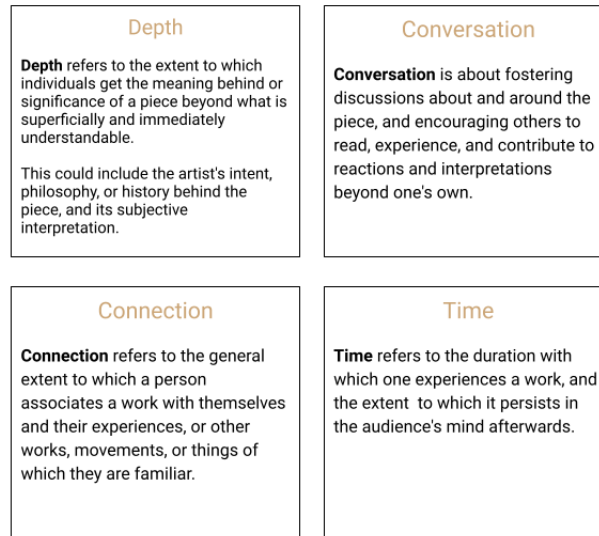 Depth
Depth refers to the extent to which
individuals get the meaning behind or
significance of a piece beyond what is
superficially and immediately
understandable.
This could include the artist's intent,
philosophy, or history behind the
piece, and its subjective
interpretation.
Conversation
Conversation is about fostering
discussions about and around the
piece, and encouraging others to
read, experience, and contribute to
reactions and interpretations
beyond one's own.
Connection
Connection refers to the general
extent to which a person
associates a work with themselves
and their experiences, or other
works, movements, or things of
which they are familiar.
Time
Time refers to the duration with
which one experiences a work, and
the extent to which it persists in
the audience's mind afterwards.